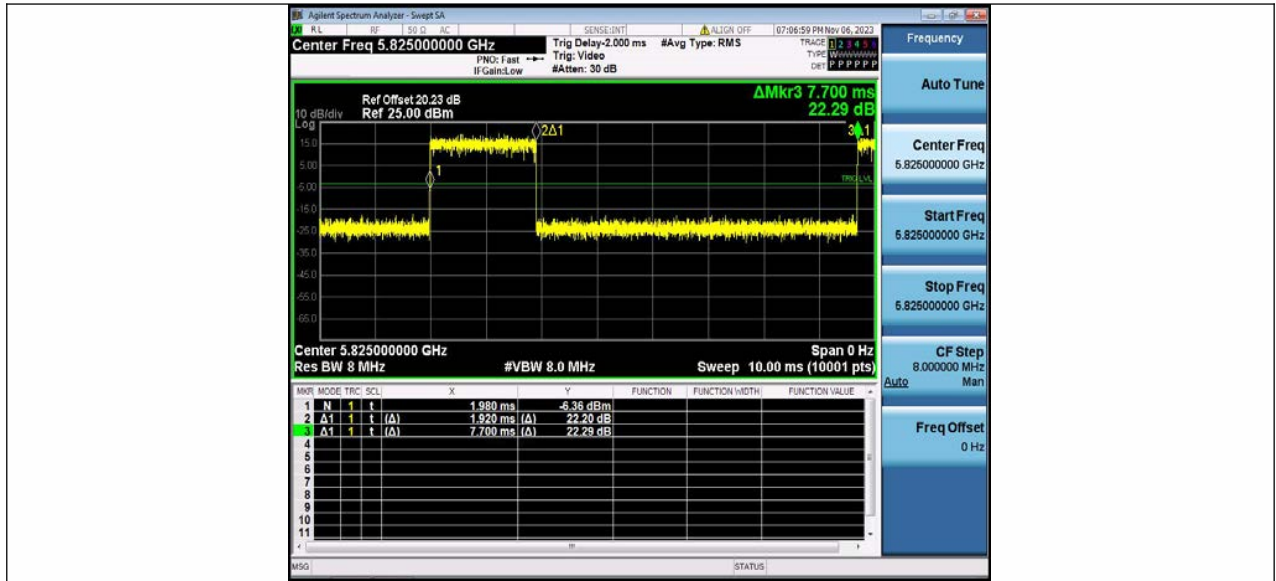 Agilent Spectrum Analyzer - Swept SA
RL RF 50 Ω AC SENSE:INT ALIGN OFF 07:06:59 PM Nov 06, 2023
Center Freq 5.825000000 GHz
PNO: Fast
IFGain:Low
Trig Delay-2.000 ms
Trig: Video
#Atten: 30 dB
#Avg Type: RMS
TRACE 1 2 3 4 5 6
TYPE
DET P P P P P P
ΔMkr3 7.700 ms
22.29 dB
Ref Offset 20.23 dB
10 dB/div Ref 25.00 dBm
Log
15.0
5.00
-5.00
-15.0
-25.0
-35.0
-45.0
-55.0
-65.0
1
2Δ1
TRIG LVL
Center 5.825000000 GHz Span 0 Hz
Res BW 8 MHz #VBW 8.0 MHz Sweep 10.00 ms (10001 pts)
MKR MODE TRC SCL X Y FUNCTION FUNCTION WIDTH FUNCTION VALUE
1 N 1 t 1.980 ms -6.36 dBm
2 Δ1 1 t (Δ) 1.920 ms (Δ) 22.20 dB
3 Δ1 1 t (Δ) 7.700 ms (Δ) 22.29 dB
4
5
6
7
8
9
10
11
MSG STATUS
Frequency
Auto Tune
Center Freq
5.825000000 GHz
Start Freq
5.825000000 GHz
Stop Freq
5.825000000 GHz
CF Step
8.000000 MHz
Auto Man
Freq Offset
0 Hz